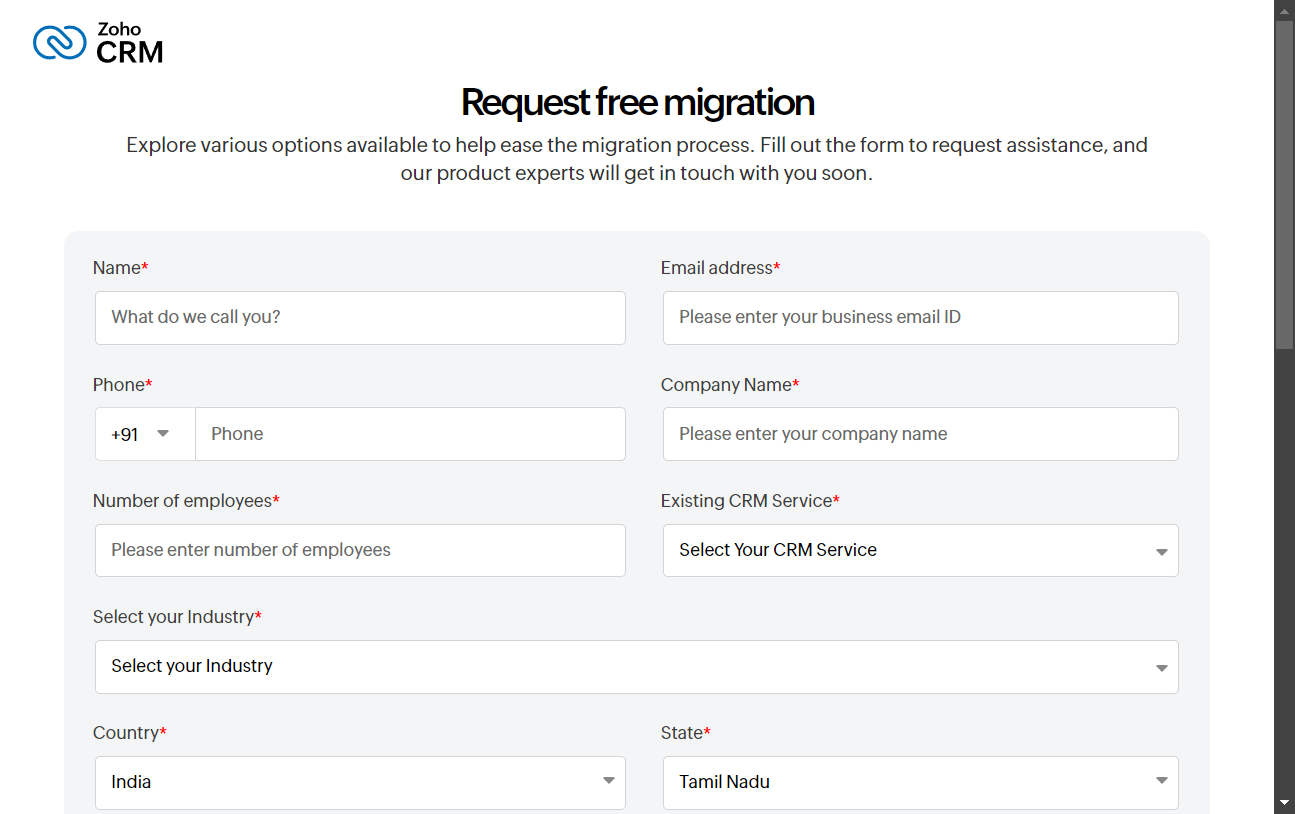 Zoho
CRM
Request free migration
Explore various options available to help ease the migration process. Fill out the form to request assistance, and
our product experts will get in touch with you soon.
Name*
Email address*
What do we call you?
Please enter your business email ID
Phone*
Company Name*
+91
Phone
Please enter your company name
Number of employees*
Existing CRM Service*
Please enter number of employees
Select Your CRM Service
Select your Industry*
Select your Industry
Country*
State*
India
Tamil Nadu